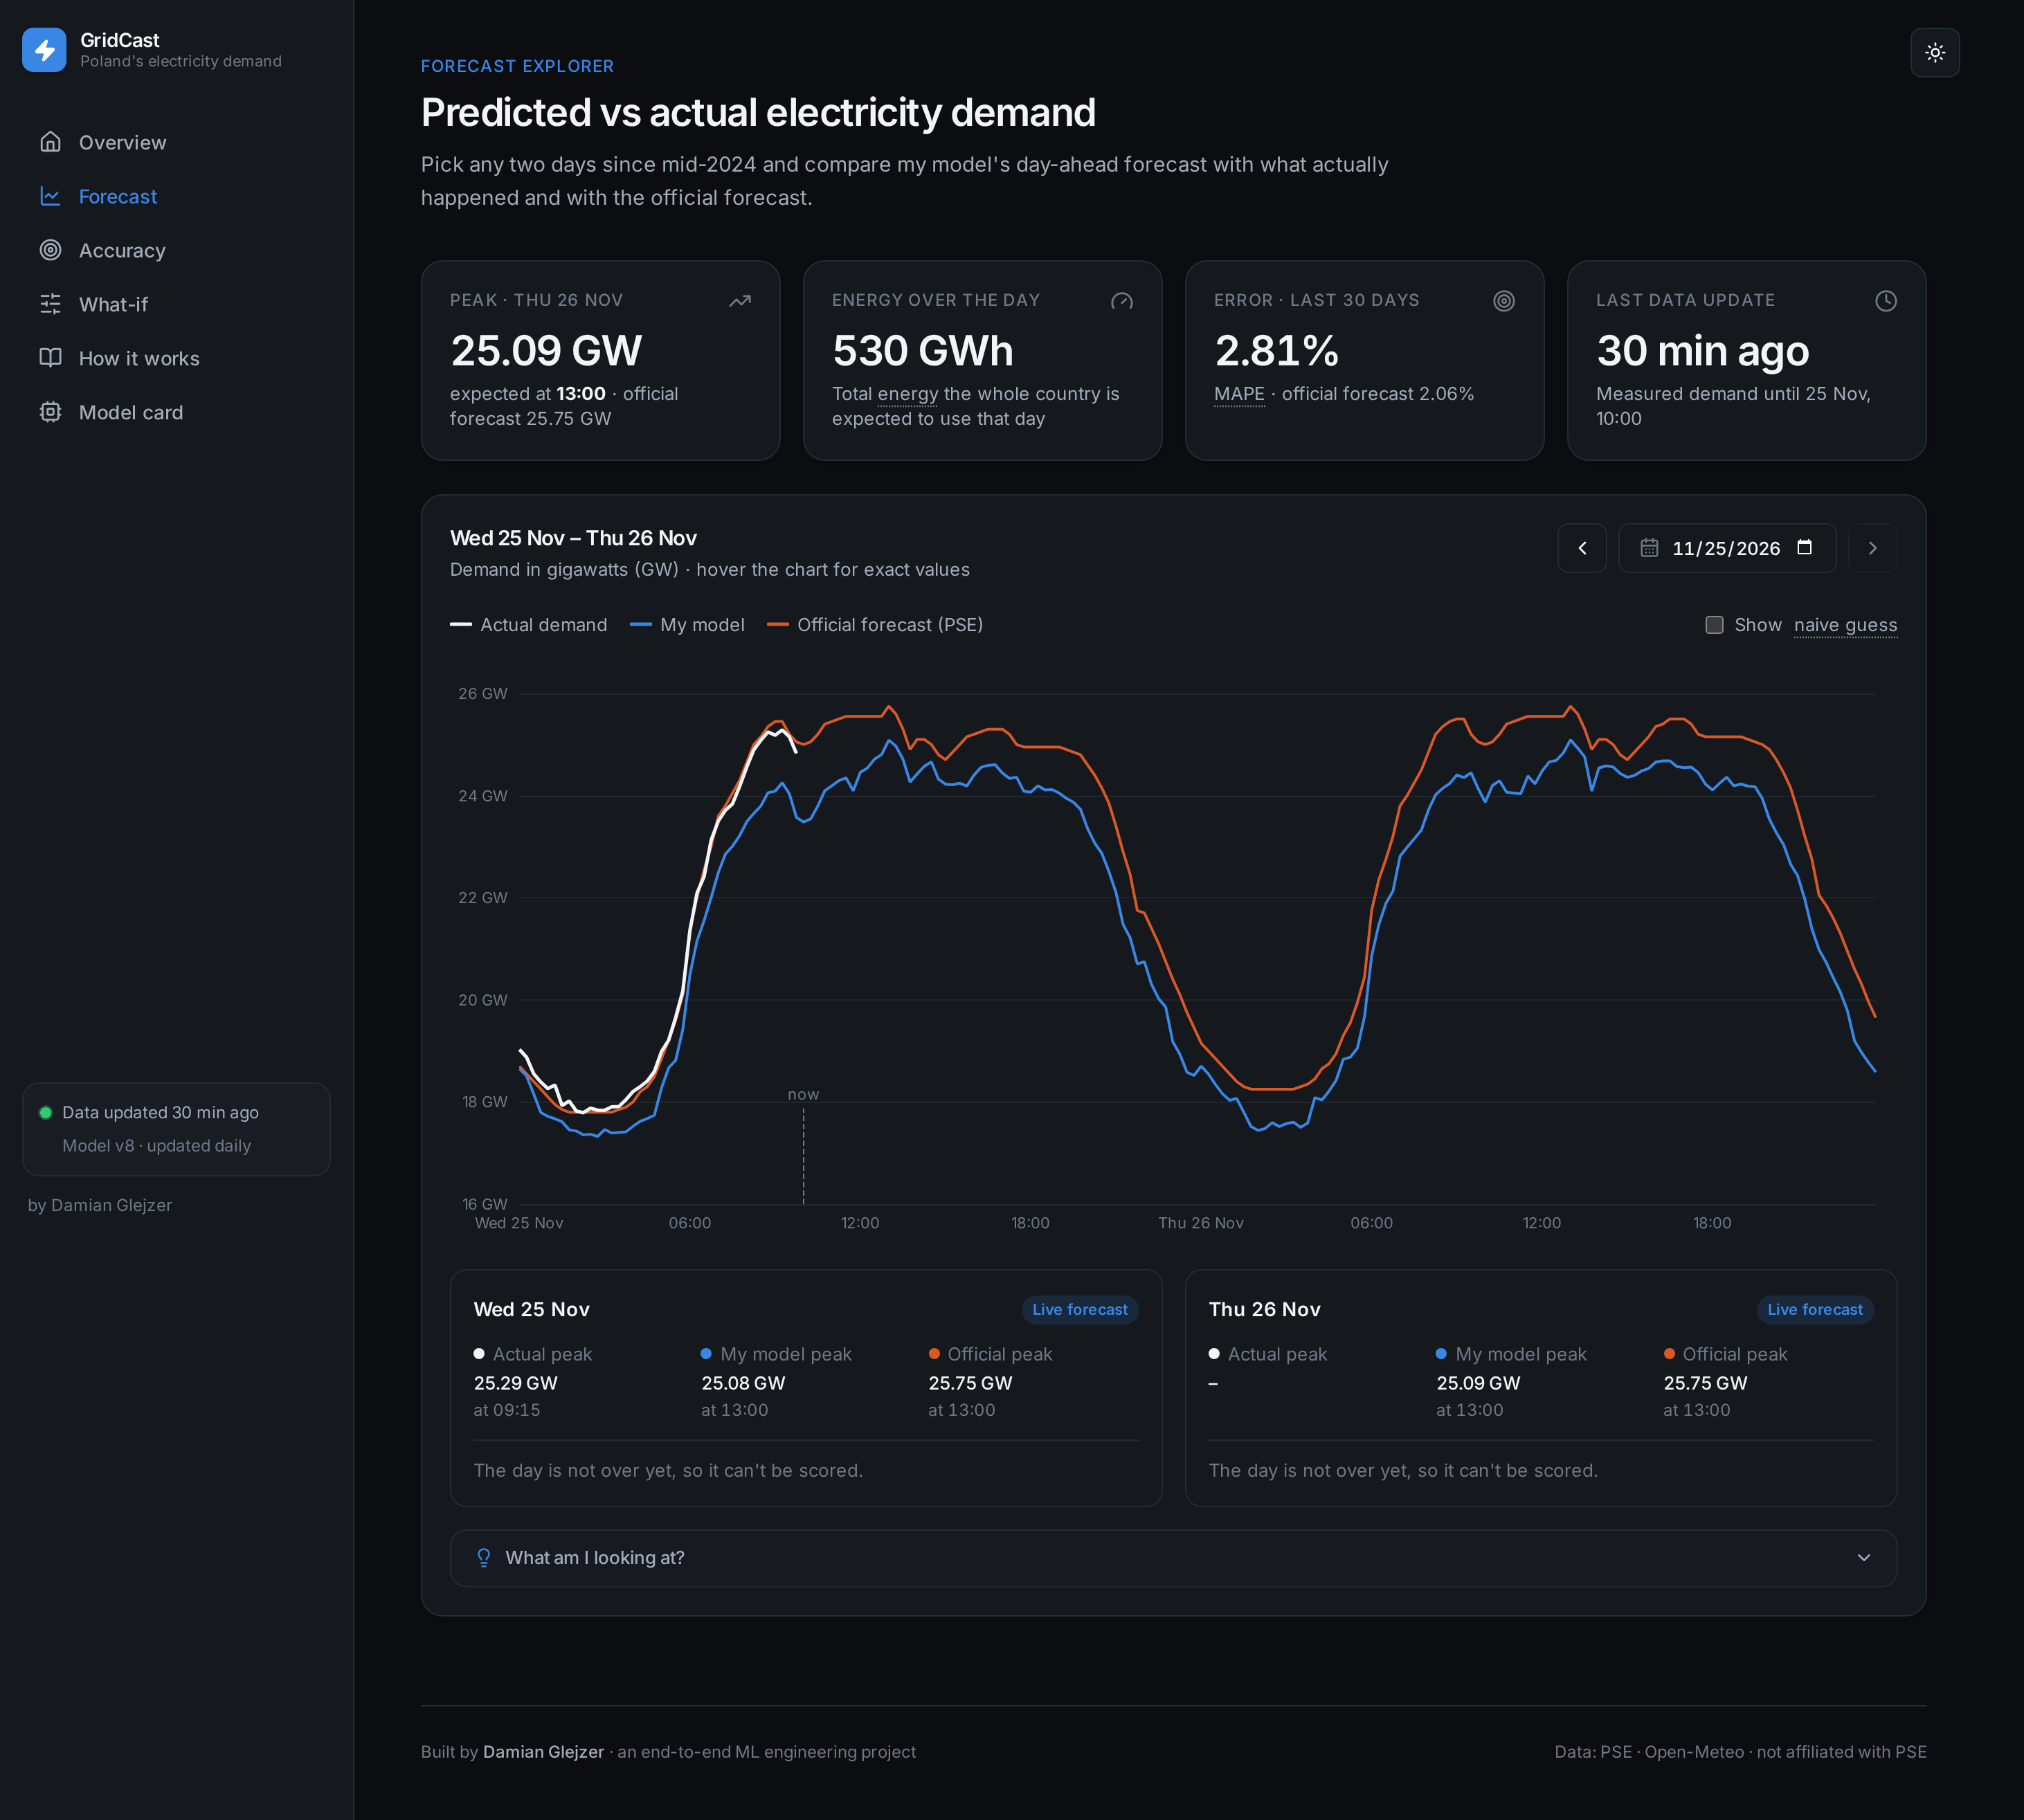 GridCast
Poland's electricity demand
Overview
Forecast
Accuracy
What-if
How it works
Model card
Data updated 30 min ago
Model v8 · updated daily
by Damian Glejzer
FORECAST EXPLORER
Predicted vs actual electricity demand
Pick any two days since mid-2024 and compare my model's day-ahead forecast with what actually
happened and with the official forecast.
PEAK · THU 26 NOV
25.09 GW
expected at 13:00 · official
forecast 25.75 GW
ENERGY OVER THE DAY
530 GWh
Total energy the whole country is
expected to use that day
ERROR · LAST 30 DAYS
2.81%
MAPE · official forecast 2.06%
LAST DATA UPDATE
30 min ago
Measured demand until 25 Nov,
10:00
Wed 25 Nov – Thu 26 Nov
Demand in gigawatts (GW) · hover the chart for exact values
11/25/2026
Actual demand My model Official forecast (PSE)
Show naive guess
26 GW
24 GW
22 GW
20 GW
18 GW
16 GW
now
Wed 25 Nov 06:00 12:00 18:00 Thu 26 Nov 06:00 12:00 18:00
Wed 25 Nov
Live forecast
Actual peak My model peak Official peak
25.29 GW 25.08 GW 25.75 GW
at 09:15 at 13:00 at 13:00
The day is not over yet, so it can't be scored.
Thu 26 Nov
Live forecast
Actual peak My model peak Official peak
– 25.09 GW 25.75 GW
at 13:00 at 13:00
The day is not over yet, so it can't be scored.
What am I looking at?
Built by Damian Glejzer · an end-to-end ML engineering project
Data: PSE · Open-Meteo · not affiliated with PSE